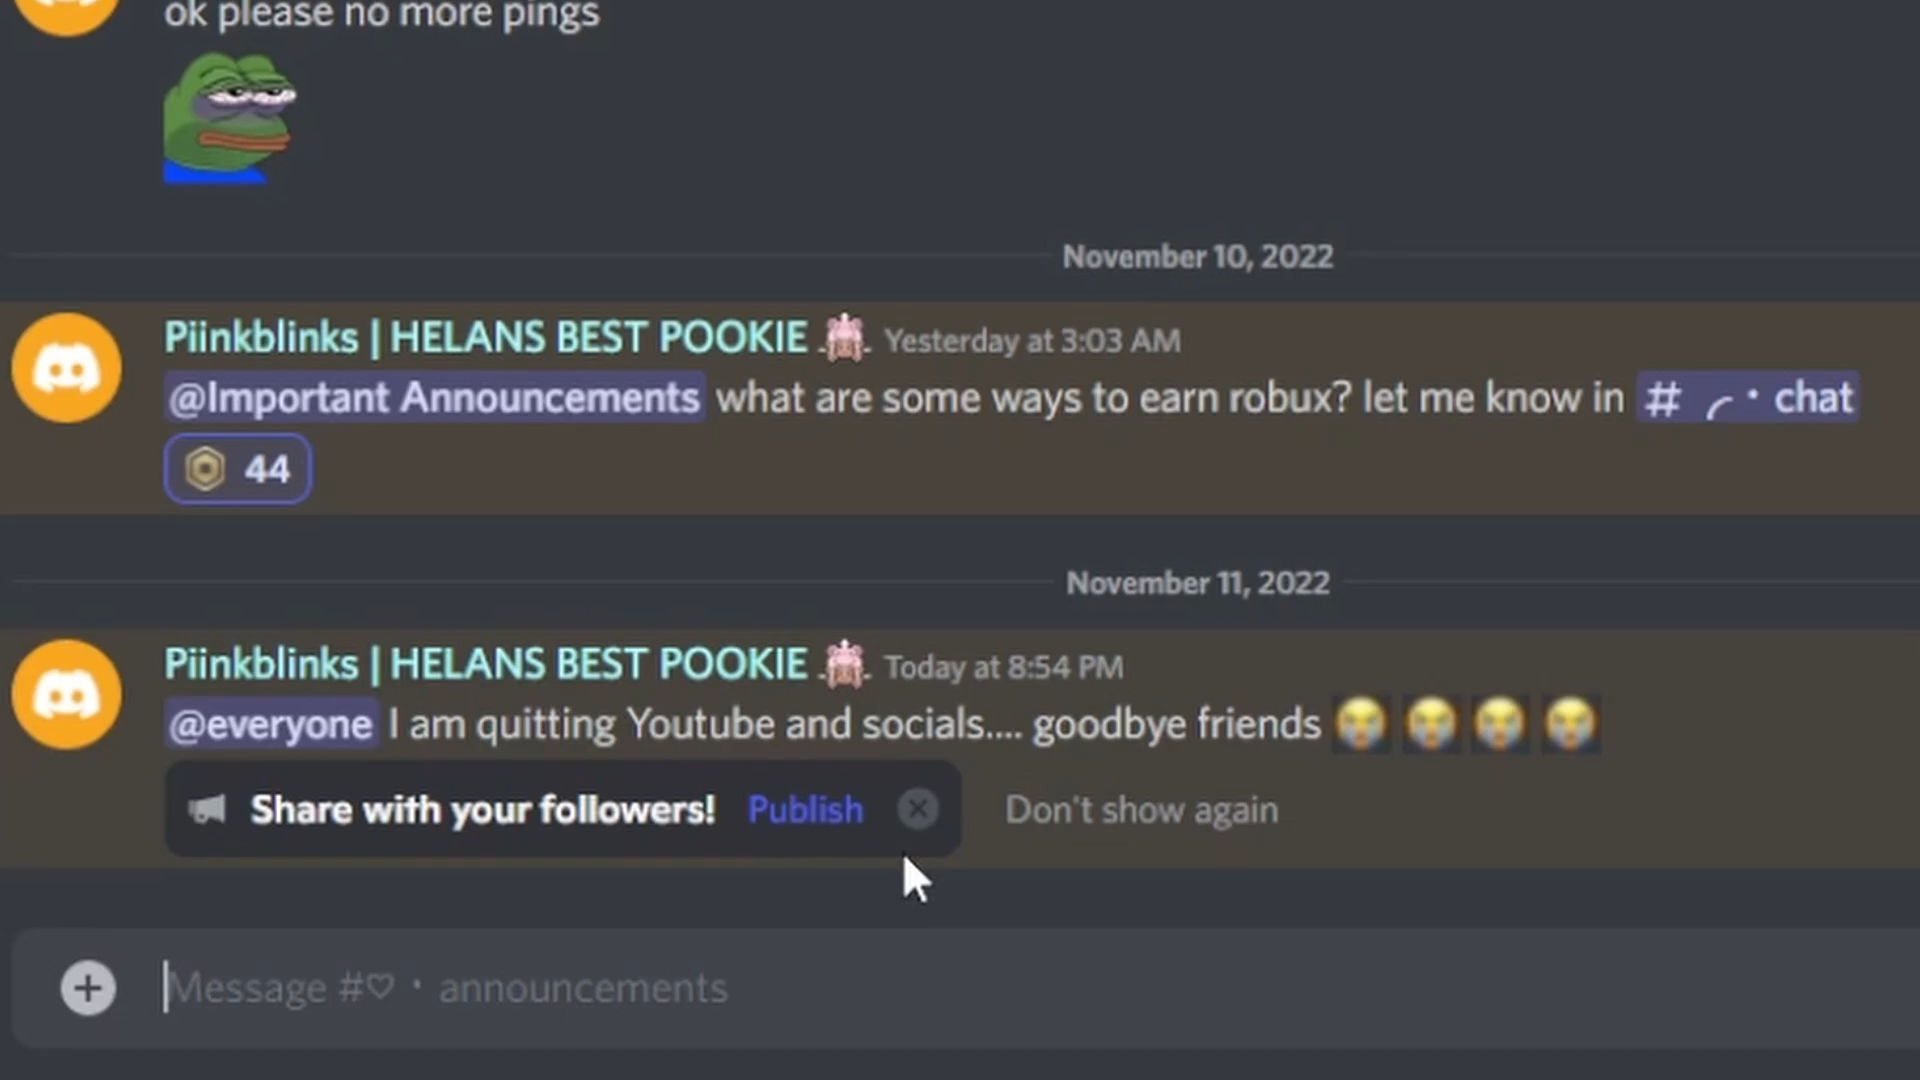 ok please no more pings
November 10, 2022
Piinkblinks | HELANS BEST POOKIE Yesterday at 3:03 AM
@Important Announcements what are some ways to earn robux? let me know in # ╭・chat
44
November 11, 2022
Piinkblinks | HELANS BEST POOKIE Today at 8:54 PM
@everyone I am quitting Youtube and socials.... goodbye friends 😭 😭 😭 😭
Share with your followers! Publish Don't show again
Message #♡・announcements